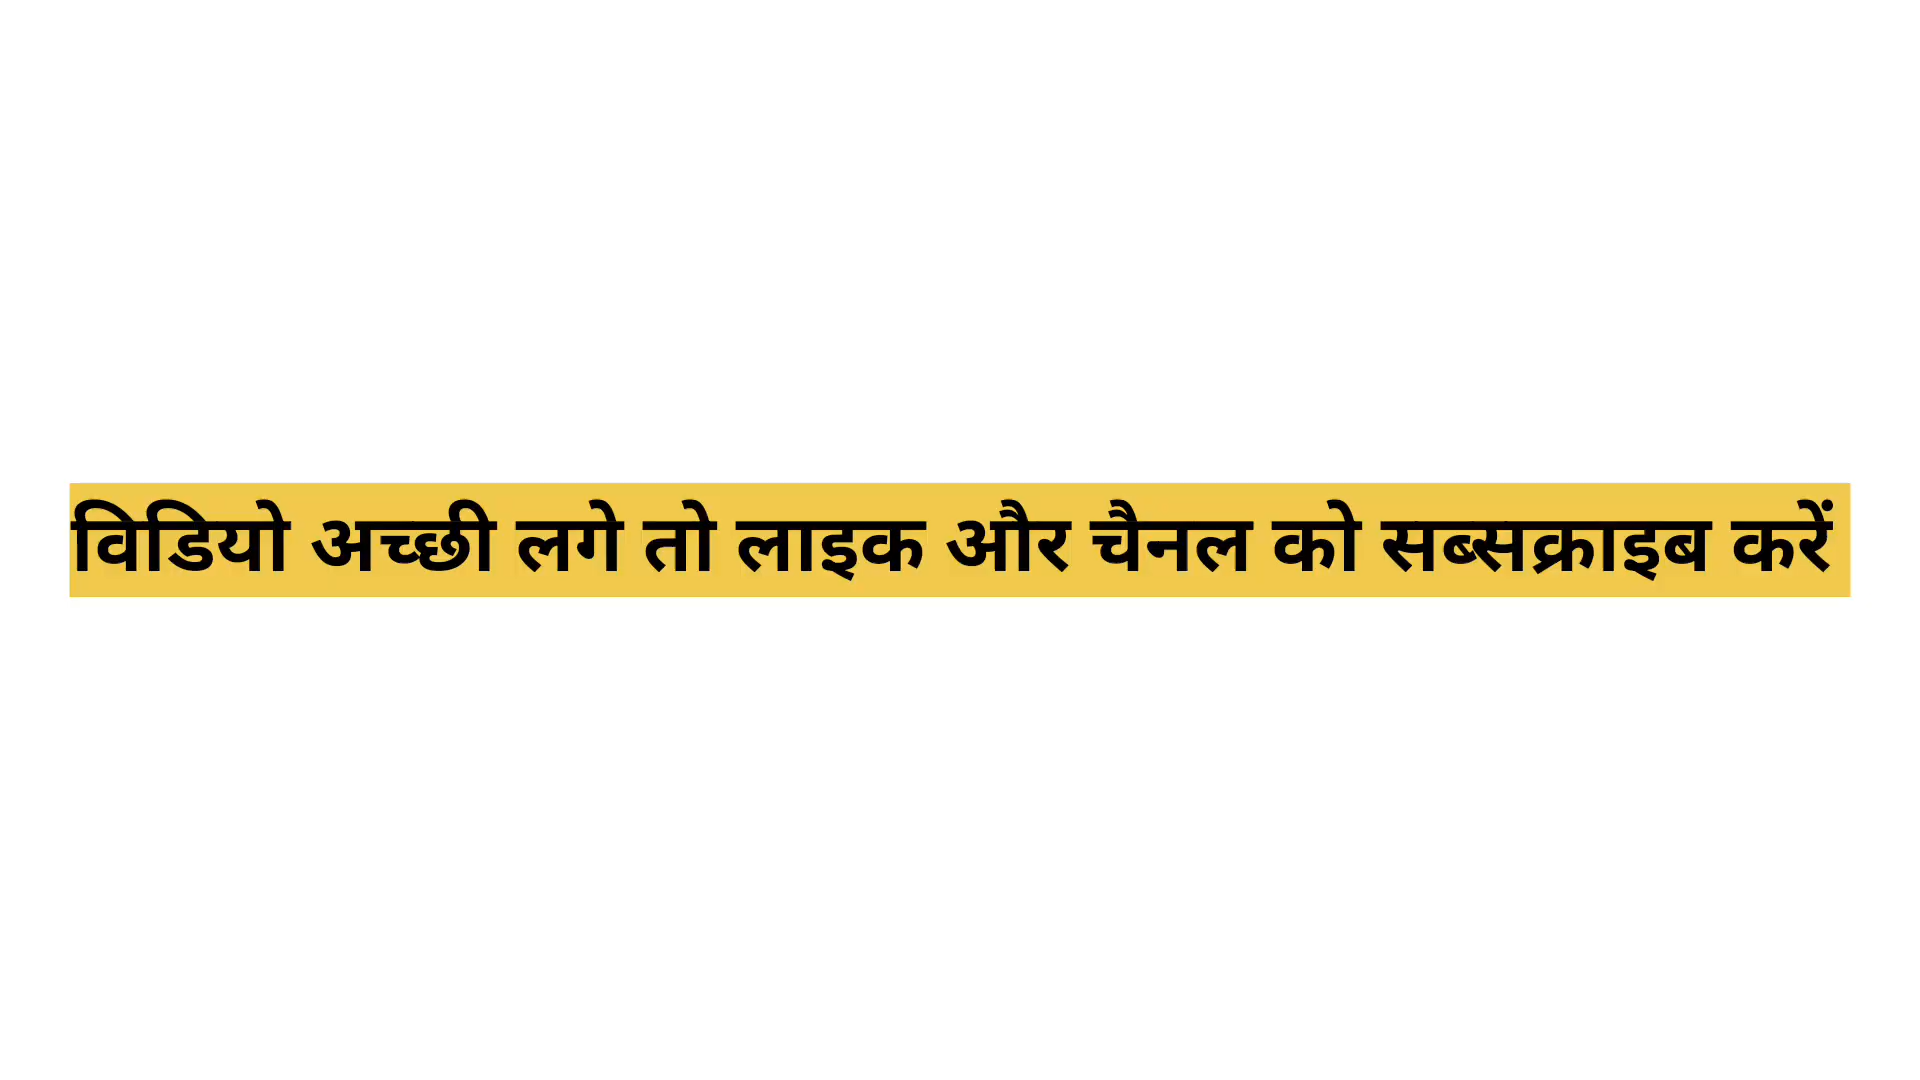 विडियो अच्छी लगे तो लाइक और चैनल को सब्सक्राइब करें